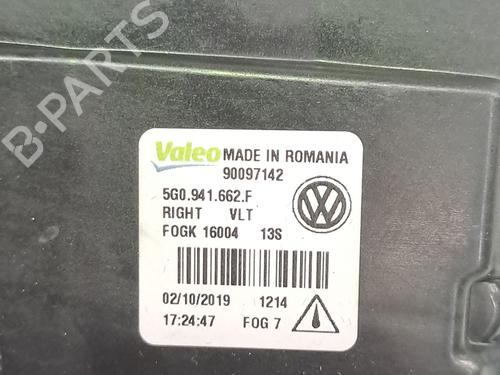 B-PARTS
Valeo MADE IN ROMANIA
90097142
5G0.941.662.F
RIGHT VLT
FOGK 16004 13S
02/10/2019 1214
17:24:47 FOG 7